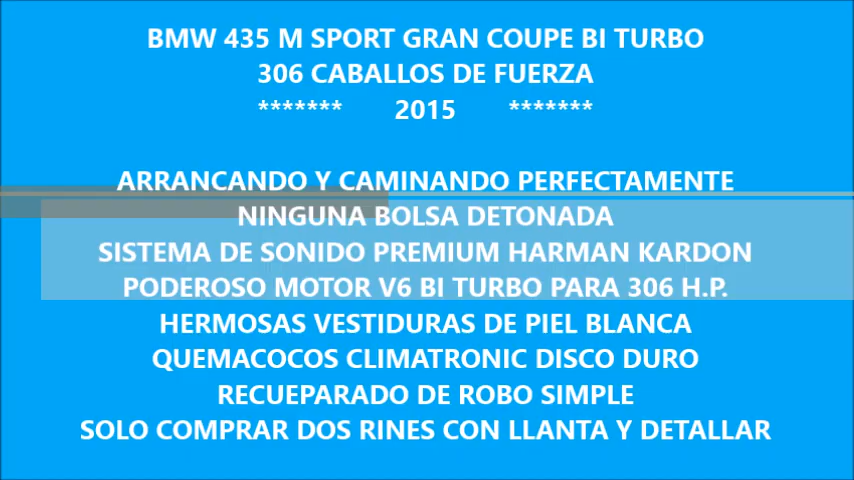 BMW 435 M SPORT GRAN COUPE BI TURBO
306 CABALLOS DE FUERZA
******* 2015 *******
ARRANCANDO Y CAMINANDO PERFECTAMENTE
NINGUNA BOLSA DETONADA
SISTEMA DE SONIDO PREMIUM HARMAN KARDON
PODEROSO MOTOR V6 BI TURBO PARA 306 H.P.
HERMOSAS VESTIDURAS DE PIEL BLANCA
QUEMACOCOS CLIMATRONIC DISCO DURO
RECUEPARADO DE ROBO SIMPLE
SOLO COMPRAR DOS RINES CON LLANTA Y DETALLAR